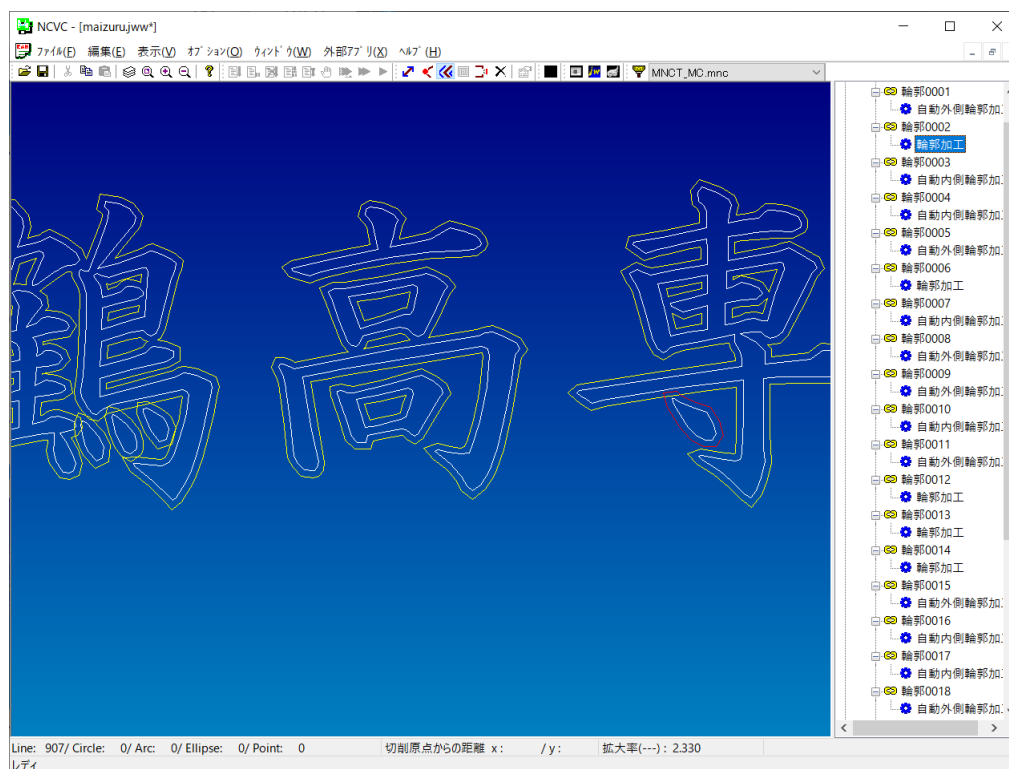 NCVC - [maizuru.jww*]
ﾌｧｲﾙ(F) 編集(E) 表示(V) ｵﾌﾟｼｮﾝ(O) ｳｨﾝﾄﾞｳ(W) 外部ｱﾌﾟﾘ(X) ﾍﾙﾌﾟ(H)
MNCT_MC.mnc
鶴高専
輪郭0001
自動外側輪郭加工
輪郭0002
輪郭加工
輪郭0003
自動内側輪郭加
輪郭0004
自動内側輪郭加
輪郭0005
自動外側輪郭加
輪郭0006
輪郭加工
輪郭0007
自動内側輪郭加
輪郭0008
自動外側輪郭加
輪郭0009
自動外側輪郭加
輪郭0010
自動内側輪郭加
輪郭0011
自動外側輪郭加
輪郭0012
輪郭加工
輪郭0013
輪郭加工
輪郭0014
輪郭加工
輪郭0015
自動外側輪郭加
輪郭0016
自動内側輪郭加
輪郭0017
自動内側輪郭加
輪郭0018
自動外側輪郭加
Line: 907/ Circle: 0/ Arc: 0/ Ellipse: 0/ Point: 0 切削原点からの距離 x : / y : 拡大率(---) : 2.330
レディ